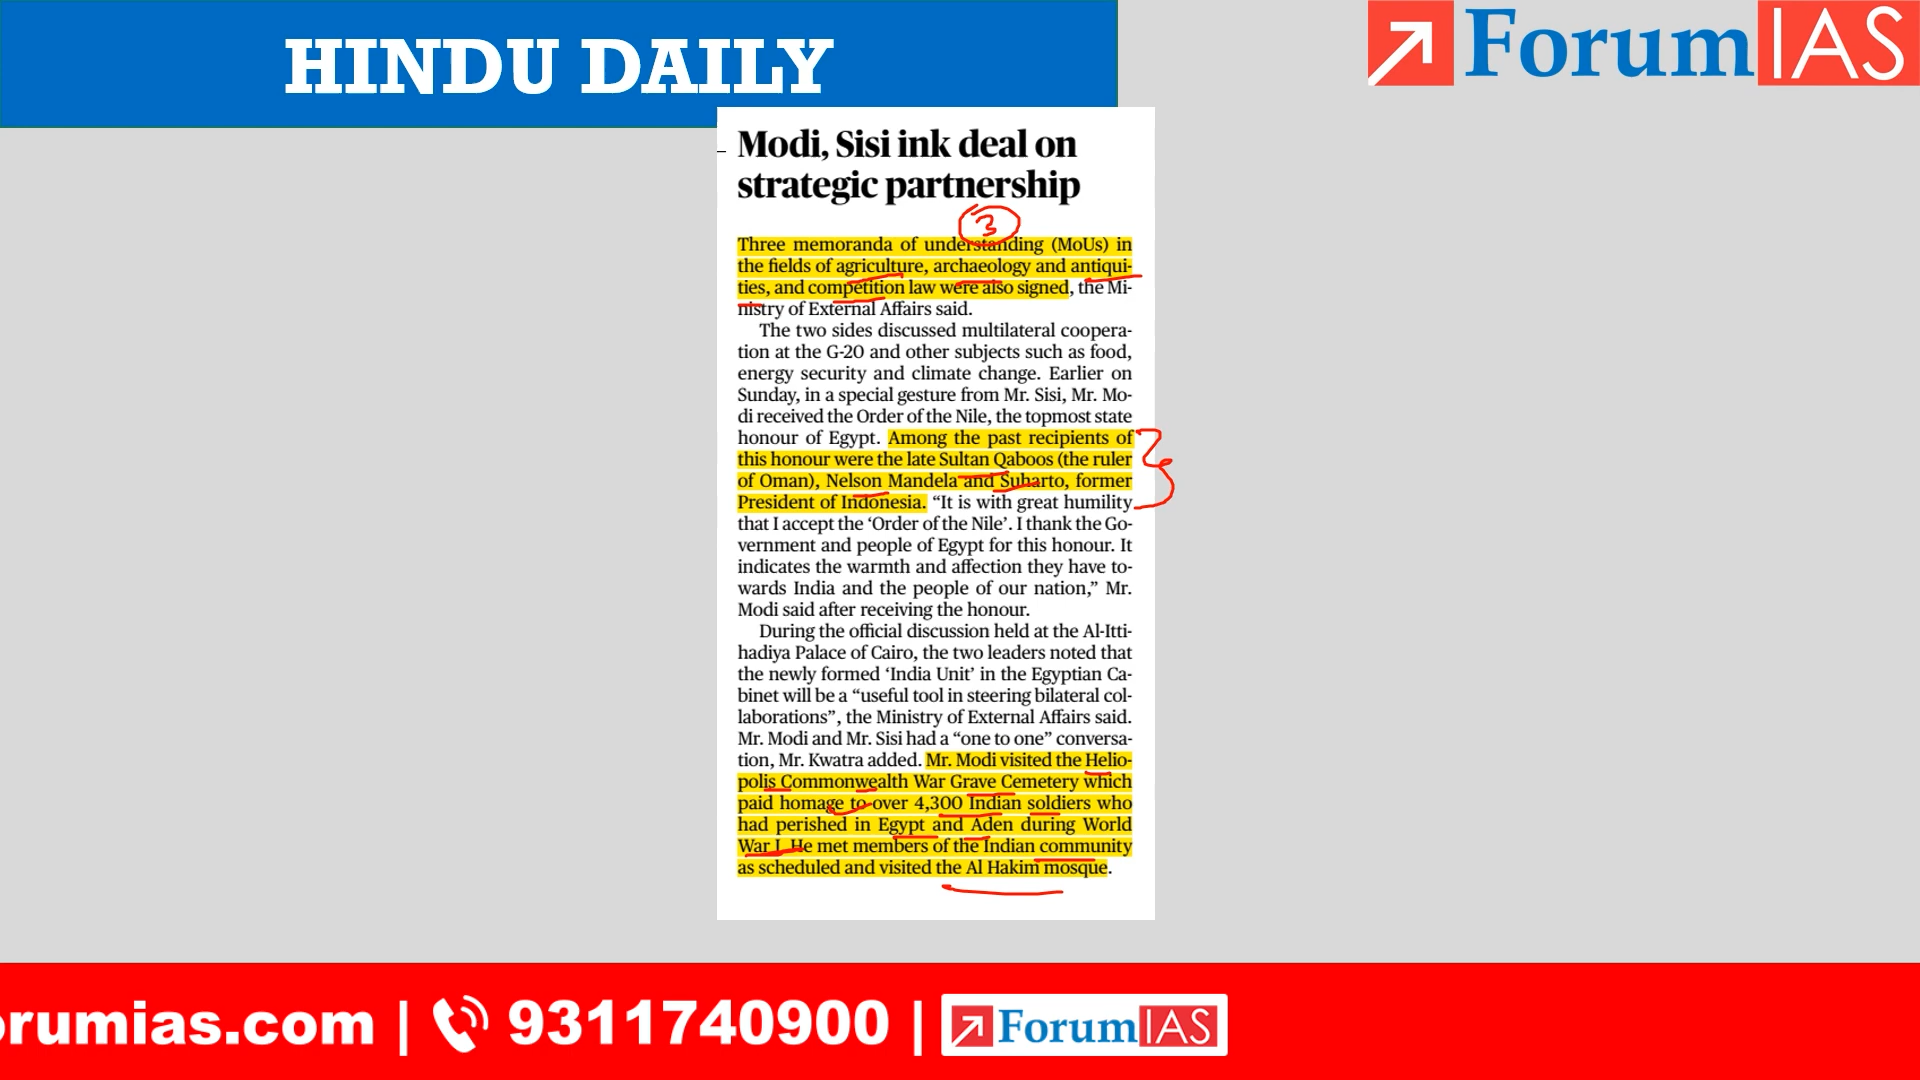 HINDU DAILY
ForumIAS
Modi, Sisi ink deal on
strategic partnership
3
Three memoranda of understanding (MoUs) in
the fields of agriculture, archaeology and antiqui-
ties, and competition law were also signed, the Mi-
nistry of External Affairs said.
The two sides discussed multilateral coopera-
tion at the G-20 and other subjects such as food,
energy security and climate change. Earlier on
Sunday, in a special gesture from Mr. Sisi, Mr. Mo-
di received the Order of the Nile, the topmost state
honour of Egypt. Among the past recipients of
this honour were the late Sultan Qaboos (the ruler
of Oman), Nelson Mandela and Suharto, former
President of Indonesia. “It is with great humility
that I accept the ‘Order of the Nile’. I thank the Go-
vernment and people of Egypt for this honour. It
indicates the warmth and affection they have to-
wards India and the people of our nation,” Mr.
Modi said after receiving the honour.
During the official discussion held at the Al-Itti-
hadiya Palace of Cairo, the two leaders noted that
the newly formed ‘India Unit’ in the Egyptian Ca-
binet will be a “useful tool in steering bilateral col-
laborations”, the Ministry of External Affairs said.
Mr. Modi and Mr. Sisi had a “one to one” conversa-
tion, Mr. Kwatra added. Mr. Modi visited the Helio-
polis Commonwealth War Grave Cemetery which
paid homage to over 4,300 Indian soldiers who
had perished in Egypt and Aden during World
War I. He met members of the Indian community
as scheduled and visited the Al Hakim mosque.
orumias.com | 9311740900 | ForumIAS